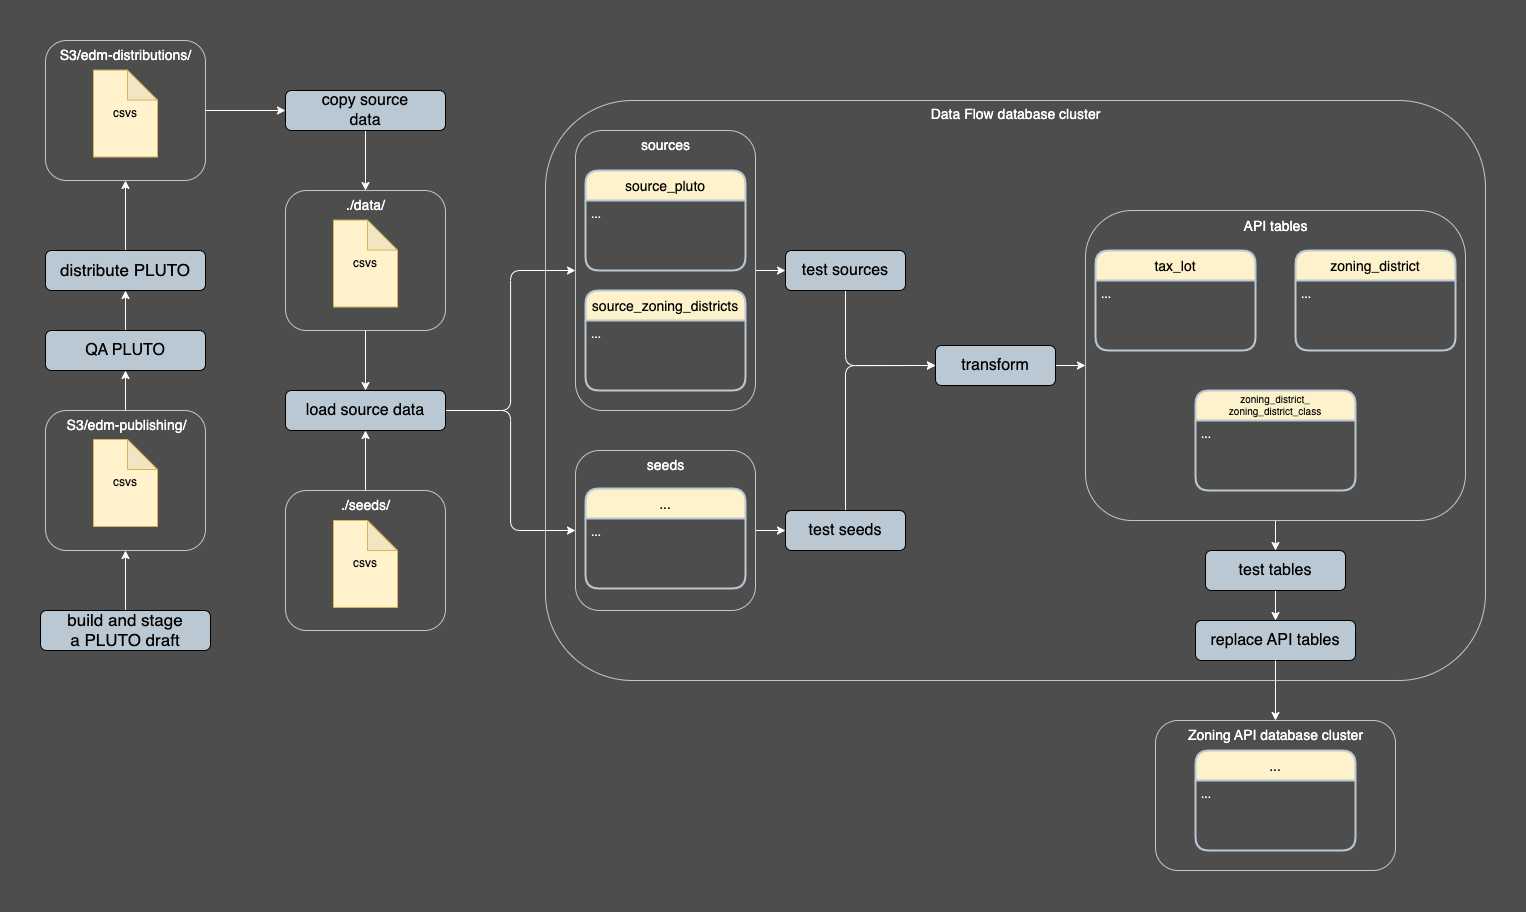 S3/edm-distributions/
csvs
distribute PLUTO
QA PLUTO
S3/edm-publishing/
csvs
build and stage
a PLUTO draft
copy source
data
./data/
csvs
load source data
./seeds/
csvs
Data Flow database cluster
sources
source_pluto
...
source_zoning_districts
...
seeds
...
...
test sources
test seeds
transform
API tables
tax_lot
...
zoning_district
...
zoning_district_
zoning_district_class
...
test tables
replace API tables
Zoning API database cluster
...
...